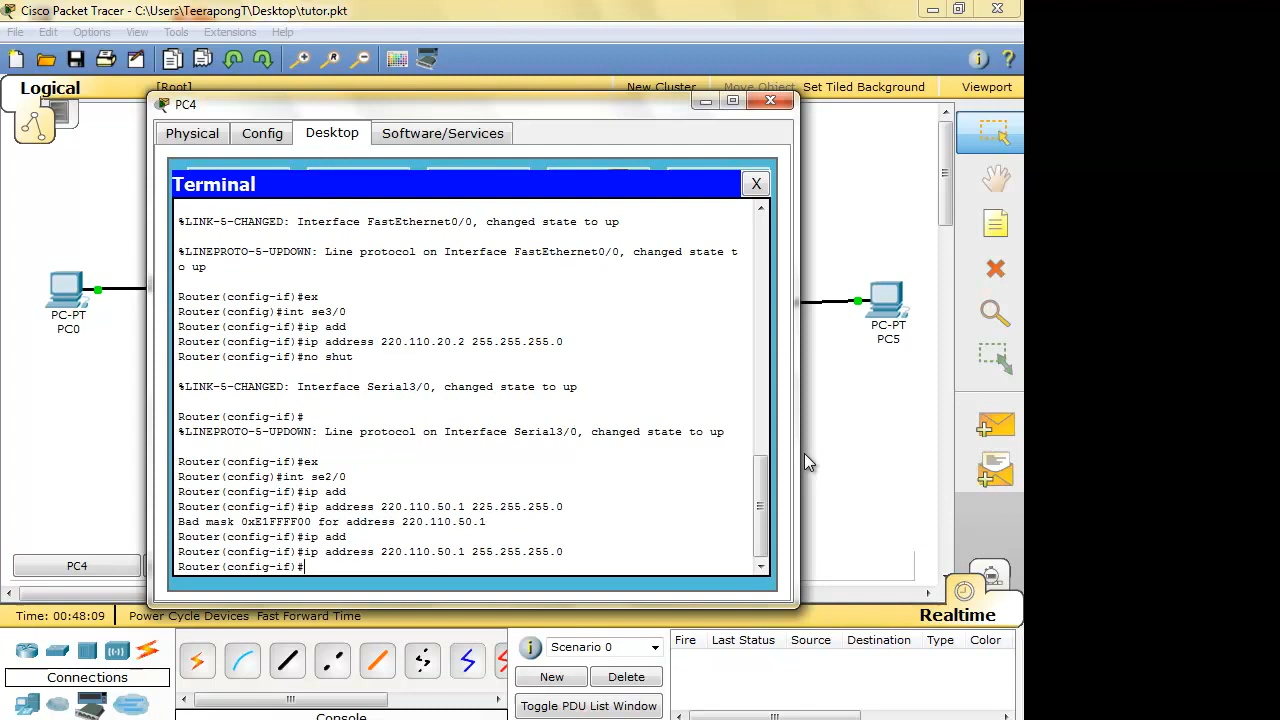 Cisco Packet Tracer - C:\Users\TeerapongT\Desktop\tutor.pkt
File Edit Options View Tools Extensions Help
Logical [Root] New Cluster Move Object Set Tiled Background Viewport
PC4
Physical Config Desktop Software/Services
Terminal X
%LINK-5-CHANGED: Interface FastEthernet0/0, changed state to up
%LINEPROTO-5-UPDOWN: Line protocol on Interface FastEthernet0/0, changed state t
o up
Router(config-if)#ex
Router(config)#int se3/0
Router(config-if)#ip add
Router(config-if)#ip address 220.110.20.2 255.255.255.0
Router(config-if)#no shut
%LINK-5-CHANGED: Interface Serial3/0, changed state to up
Router(config-if)#
%LINEPROTO-5-UPDOWN: Line protocol on Interface Serial3/0, changed state to up
Router(config-if)#ex
Router(config)#int se2/0
Router(config-if)#ip add
Router(config-if)#ip address 220.110.50.1 225.255.255.0
Bad mask 0xE1FFFF00 for address 220.110.50.1
Router(config-if)#ip add
Router(config-if)#ip address 220.110.50.1 255.255.255.0
Router(config-if)#
PC-PT
PC0
PC-PT
PC5
PC4
Time: 00:48:09 Power Cycle Devices Fast Forward Time Realtime
Connections
Console
Scenario 0
New Delete
Toggle PDU List Window
Fire Last Status Source Destination Type Color